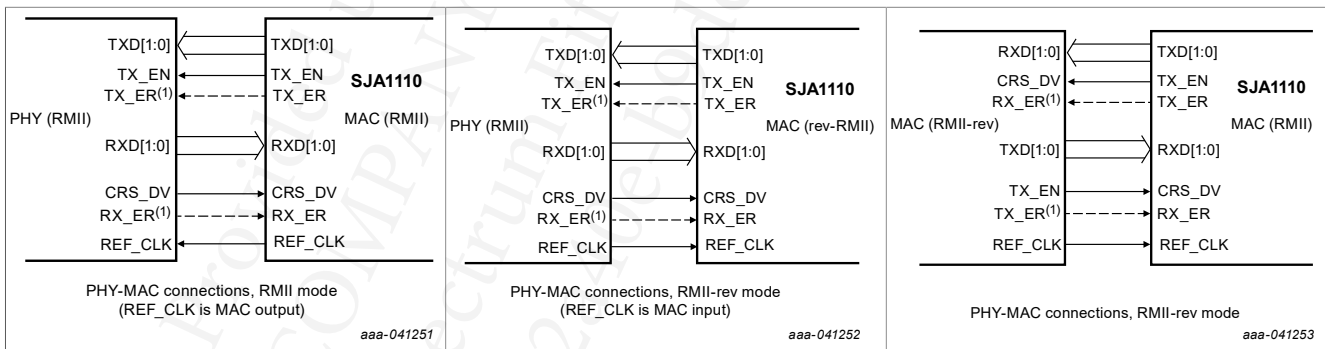 TXD[1:0] TXD[1:0]
TX_EN TX_EN
TX_ER(1) TX_ER
SJA1110
PHY (RMII) MAC (RMII)
RXD[1:0] RXD[1:0]
CRS_DV CRS_DV
RX_ER(1) RX_ER
REF_CLK REF_CLK
PHY-MAC connections, RMII mode
(REF_CLK is MAC output)
aaa-041251
TXD[1:0] TXD[1:0]
TX_EN TX_EN
TX_ER(1) TX_ER
SJA1110
PHY (RMII) MAC (rev-RMII)
RXD[1:0] RXD[1:0]
CRS_DV CRS_DV
RX_ER(1) RX_ER
REF_CLK REF_CLK
PHY-MAC connections, RMII-rev mode
(REF_CLK is MAC input)
aaa-041252
RXD[1:0] TXD[1:0]
CRS_DV TX_EN
RX_ER(1) TX_ER
SJA1110
MAC (RMII-rev) MAC (RMII)
TXD[1:0] RXD[1:0]
TX_EN CRS_DV
TX_ER(1) RX_ER
REF_CLK REF_CLK
PHY-MAC connections, RMII-rev mode
aaa-041253
Provided
COMPANY